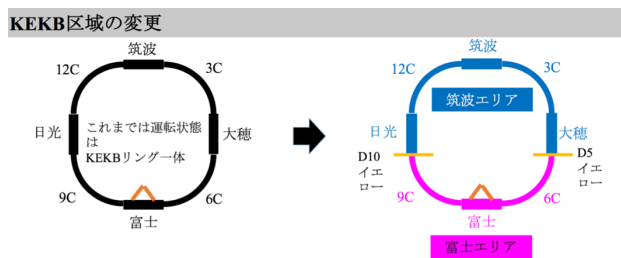 KEKB区域の変更
筑波
12C
3C
日光
これまでは運転状態
は
KEKBリング一体
大穂
9C
6C
富士
筑波
12C
3C
筑波エリア
日光
大穂
D10
イエ
ロー
D5
イエ
ロー
9C
6C
富士
富士エリア